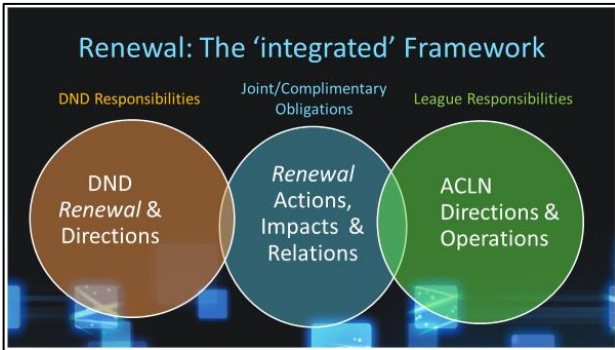 Renewal: The ‘integrated’ Framework
DND Responsibilities
Joint/Complimentary
Obligations
League Responsibilities
DND
Renewal &
Directions
Renewal
Actions,
Impacts &
Relations
ACLN
Directions &
Operations